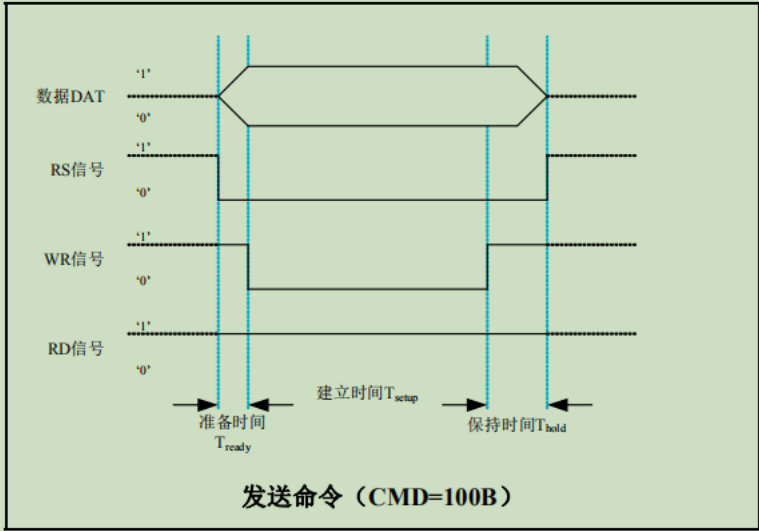 ‘1’
数据DAT
‘0’
‘1’
RS信号
‘0’
‘1’
WR信号
‘0’
‘1’
RD信号
‘0’
建立时间Tsetup
准备时间
Tready
保持时间Thold
发送命令（CMD=100B）